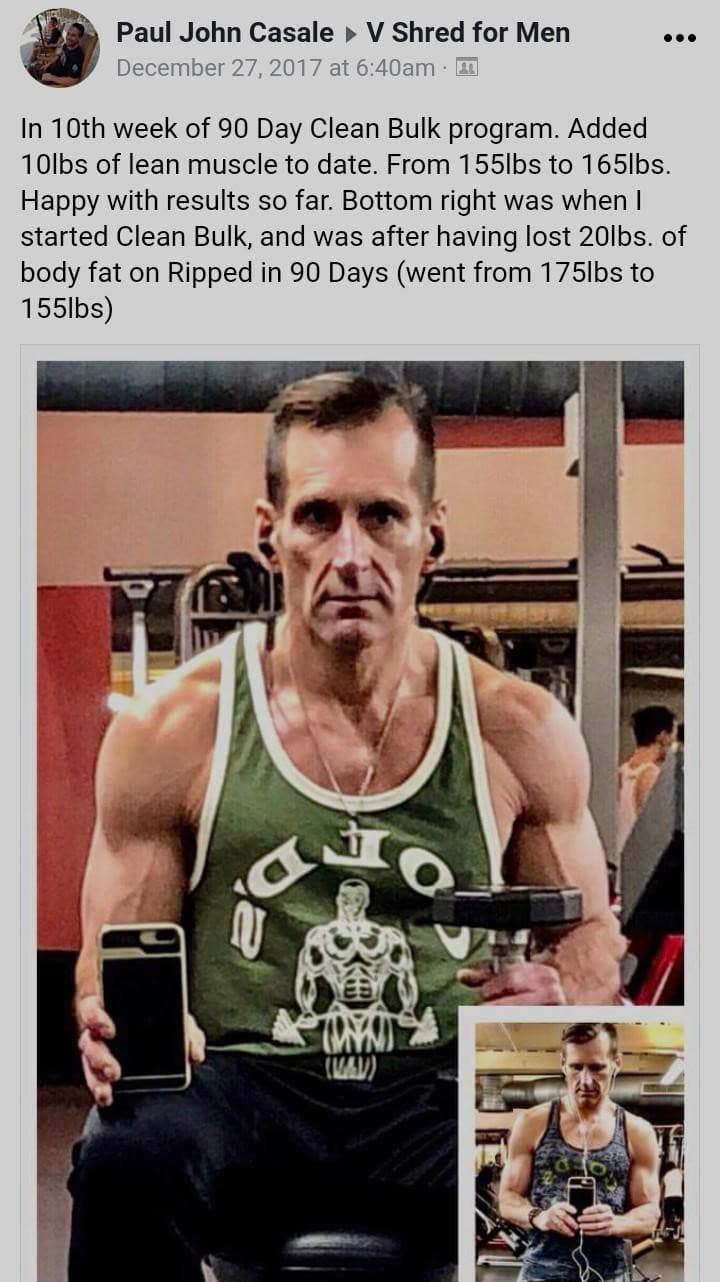 Paul John Casale ▸ V Shred for Men
December 27, 2017 at 6:40am ·
In 10th week of 90 Day Clean Bulk program. Added
10lbs of lean muscle to date. From 155lbs to 165lbs.
Happy with results so far. Bottom right was when I
started Clean Bulk, and was after having lost 20lbs. of
body fat on Ripped in 90 Days (went from 175lbs to
155lbs)
GOLD'S
GOLD'S